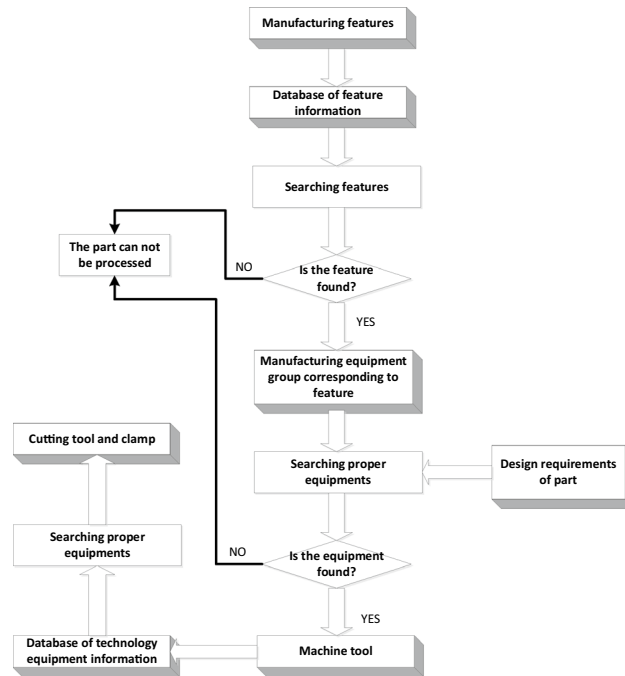 Manufacturing features
Database of feature
information
Searching features
The part can not
be processed
NO
Is the feature
found?
YES
Manufacturing equipment
group corresponding to
feature
Cutting tool and clamp
Searching proper
equipments
Design requirements
of part
Searching proper
equipments
NO
Is the equipment
found?
YES
Database of technology
equipment information
Machine tool